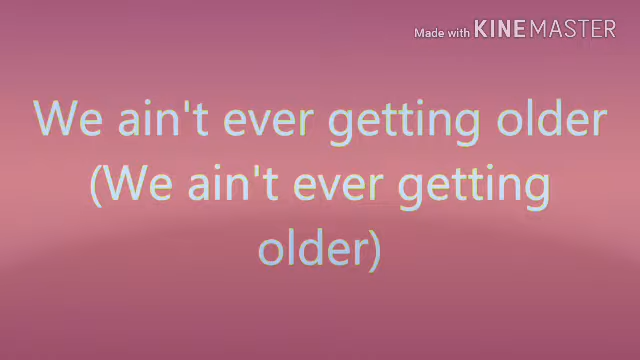 Made with KINEMASTER
We ain't ever getting older
(We ain't ever getting
older)